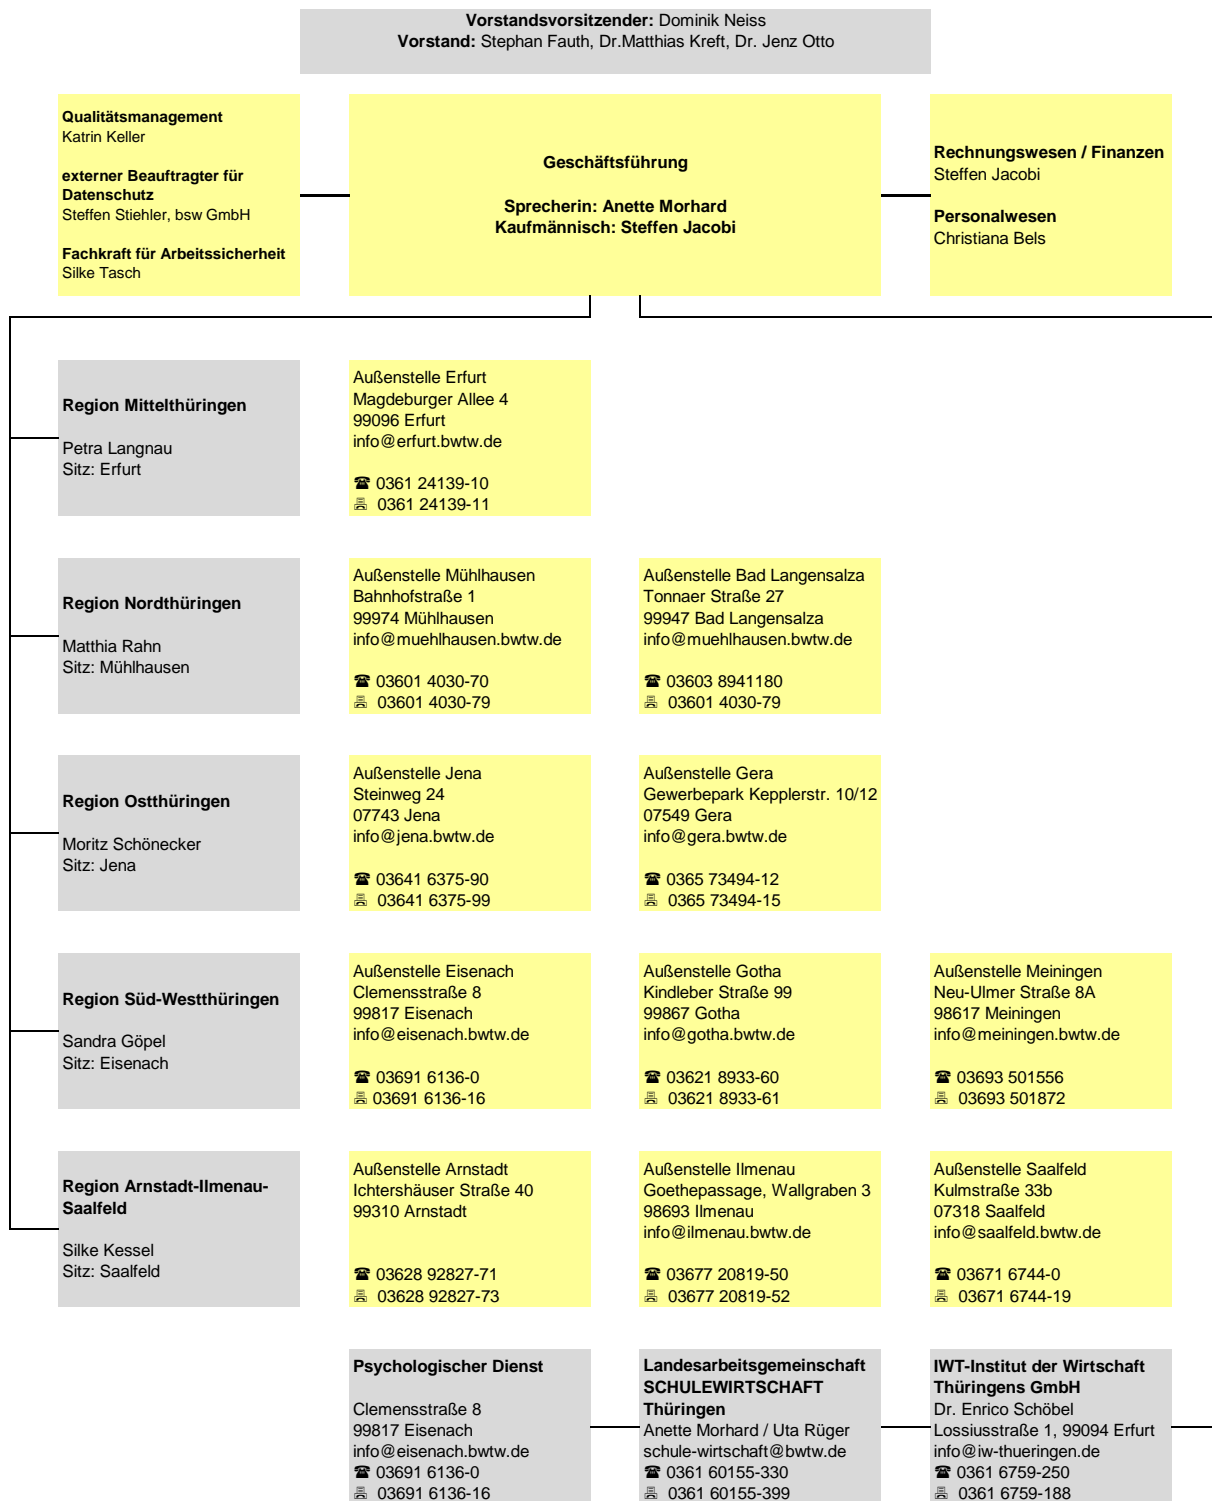 Vorstandsvorsitzender: Dominik Neiss
Vorstand: Stephan Fauth, Dr.Matthias Kreft, Dr. Jenz Otto
Qualitätsmanagement
Katrin Keller
externer Beauftragter für
Datenschutz
Steffen Stiehler, bsw GmbH
Fachkraft für Arbeitssicherheit
Silke Tasch
Geschäftsführung
Sprecherin: Anette Morhard
Kaufmännisch: Steffen Jacobi
Rechnungswesen / Finanzen
Steffen Jacobi
Personalwesen
Christiana Bels
Region Mittelthüringen
Petra Langnau
Sitz: Erfurt
Außenstelle Erfurt
Magdeburger Allee 4
99096 Erfurt
info@erfurt.bwtw.de
☎ 0361 24139-10
🖷 0361 24139-11
Region Nordthüringen
Matthia Rahn
Sitz: Mühlhausen
Außenstelle Mühlhausen
Bahnhofstraße 1
99974 Mühlhausen
info@muehlhausen.bwtw.de
☎ 03601 4030-70
🖷 03601 4030-79
Außenstelle Bad Langensalza
Tonnaer Straße 27
99947 Bad Langensalza
info@muehlhausen.bwtw.de
☎ 03603 8941180
🖷 03601 4030-79
Region Ostthüringen
Moritz Schönecker
Sitz: Jena
Außenstelle Jena
Steinweg 24
07743 Jena
info@jena.bwtw.de
☎ 03641 6375-90
🖷 03641 6375-99
Außenstelle Gera
Gewerbepark Kepplerstr. 10/12
07549 Gera
info@gera.bwtw.de
☎ 0365 73494-12
🖷 0365 73494-15
Region Süd-Westthüringen
Sandra Göpel
Sitz: Eisenach
Außenstelle Eisenach
Clemensstraße 8
99817 Eisenach
info@eisenach.bwtw.de
☎ 03691 6136-0
🖷 03691 6136-16
Außenstelle Gotha
Kindleber Straße 99
99867 Gotha
info@gotha.bwtw.de
☎ 03621 8933-60
🖷 03621 8933-61
Außenstelle Meiningen
Neu-Ulmer Straße 8A
98617 Meiningen
info@meiningen.bwtw.de
☎ 03693 501556
🖷 03693 501872
Region Arnstadt-Ilmenau-
Saalfeld
Silke Kessel
Sitz: Saalfeld
Außenstelle Arnstadt
Ichtershäuser Straße 40
99310 Arnstadt
☎ 03628 92827-71
🖷 03628 92827-73
Außenstelle Ilmenau
Goethepassage, Wallgraben 3
98693 Ilmenau
info@ilmenau.bwtw.de
☎ 03677 20819-50
🖷 03677 20819-52
Außenstelle Saalfeld
Kulmstraße 33b
07318 Saalfeld
info@saalfeld.bwtw.de
☎ 03671 6744-0
🖷 03671 6744-19
Psychologischer Dienst
Clemensstraße 8
99817 Eisenach
info@eisenach.bwtw.de
☎ 03691 6136-0
🖷 03691 6136-16
Landesarbeitsgemeinschaft
SCHULEWIRTSCHAFT
Thüringen
Anette Morhard / Uta Rüger
schule-wirtschaft@bwtw.de
☎ 0361 60155-330
🖷 0361 60155-399
IWT-Institut der Wirtschaft
Thüringens GmbH
Dr. Enrico Schöbel
Lossiusstraße 1, 99094 Erfurt
info@iw-thueringen.de
☎ 0361 6759-250
🖷 0361 6759-188